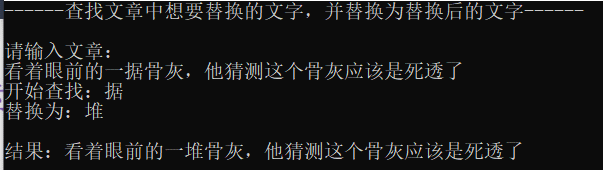 ------查找文章中想要替换的文字，并替换为替换后的文字------
请输入文章：
看着眼前的一据骨灰，他猜测这个骨灰应该是死透了
开始查找：据
替换为：堆
结果：看着眼前的一堆骨灰，他猜测这个骨灰应该是死透了